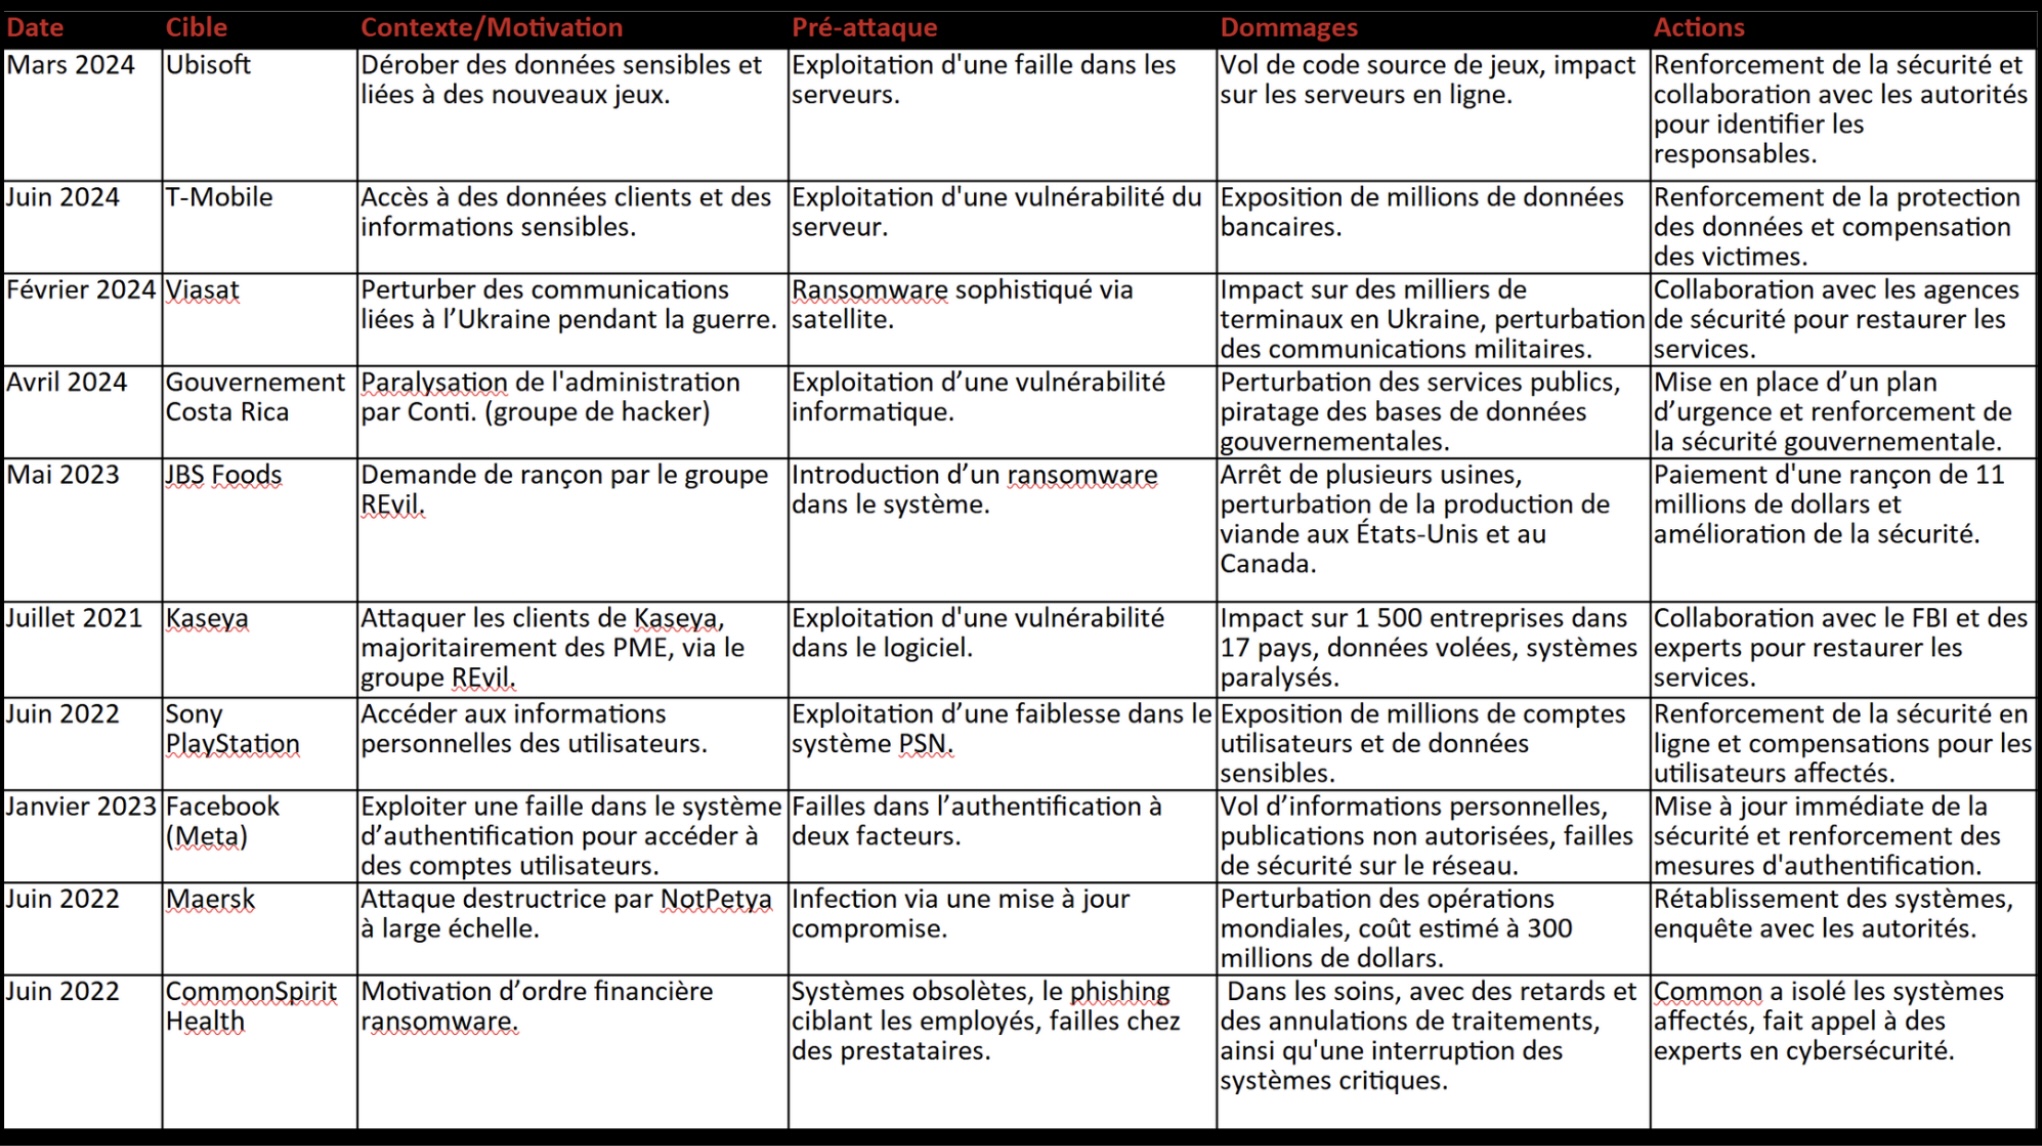 Date Cible Contexte/Motivation Pré-attaque Dommages Actions
Mars 2024
Ubisoft
Dérober des données sensibles et
liées à des nouveaux jeux.
Exploitation d'une faille dans les
serveurs.
Vol de code source de jeux, impact
sur les serveurs en ligne.
Renforcement de la sécurité et
collaboration avec les autorités
pour identifier les
responsables.
Juin 2024
T-Mobile
Accès à des données clients et des
informations sensibles.
Exploitation d'une vulnérabilité du
serveur.
Exposition de millions de données
bancaires.
Renforcement de la protection
des données et compensation
des victimes.
Février 2024
Viasat
Perturber des communications
liées à l’Ukraine pendant la guerre.
Ransomware sophistiqué via
satellite.
Impact sur des milliers de
terminaux en Ukraine, perturbation
des communications militaires.
Collaboration avec les agences
de sécurité pour restaurer les
services.
Avril 2024
Gouvernement
Costa Rica
Paralysation de l'administration
par Conti. (groupe de hacker)
Exploitation d’une vulnérabilité
informatique.
Perturbation des services publics,
piratage des bases de données
gouvernementales.
Mise en place d’un plan
d’urgence et renforcement de
la sécurité gouvernementale.
Mai 2023
JBS Foods
Demande de rançon par le groupe
REvil.
Introduction d’un ransomware
dans le système.
Arrêt de plusieurs usines,
perturbation de la production de
viande aux États-Unis et au
Canada.
Paiement d'une rançon de 11
millions de dollars et
amélioration de la sécurité.
Juillet 2021
Kaseya
Attaquer les clients de Kaseya,
majoritairement des PME, via le
groupe REvil.
Exploitation d'une vulnérabilité
dans le logiciel.
Impact sur 1 500 entreprises dans
17 pays, données volées, systèmes
paralysés.
Collaboration avec le FBI et des
experts pour restaurer les
services.
Juin 2022
Sony
PlayStation
Accéder aux informations
personnelles des utilisateurs.
Exploitation d’une faiblesse dans le
système PSN.
Exposition de millions de comptes
utilisateurs et de données
sensibles.
Renforcement de la sécurité en
ligne et compensations pour les
utilisateurs affectés.
Janvier 2023
Facebook
(Meta)
Exploiter une faille dans le système
d’authentification pour accéder à
des comptes utilisateurs.
Failles dans l’authentification à
deux facteurs.
Vol d’informations personnelles,
publications non autorisées, failles
de sécurité sur le réseau.
Mise à jour immédiate de la
sécurité et renforcement des
mesures d'authentification.
Juin 2022
Maersk
Attaque destructrice par NotPetya
à large échelle.
Infection via une mise à jour
compromise.
Perturbation des opérations
mondiales, coût estimé à 300
millions de dollars.
Rétablissement des systèmes,
enquête avec les autorités.
Juin 2022
CommonSpirit
Health
Motivation d’ordre financière
ransomware.
Systèmes obsolètes, le phishing
ciblant les employés, failles chez
des prestataires.
Dans les soins, avec des retards et
des annulations de traitements,
ainsi qu'une interruption des
systèmes critiques.
Common a isolé les systèmes
affectés, fait appel à des
experts en cybersécurité.